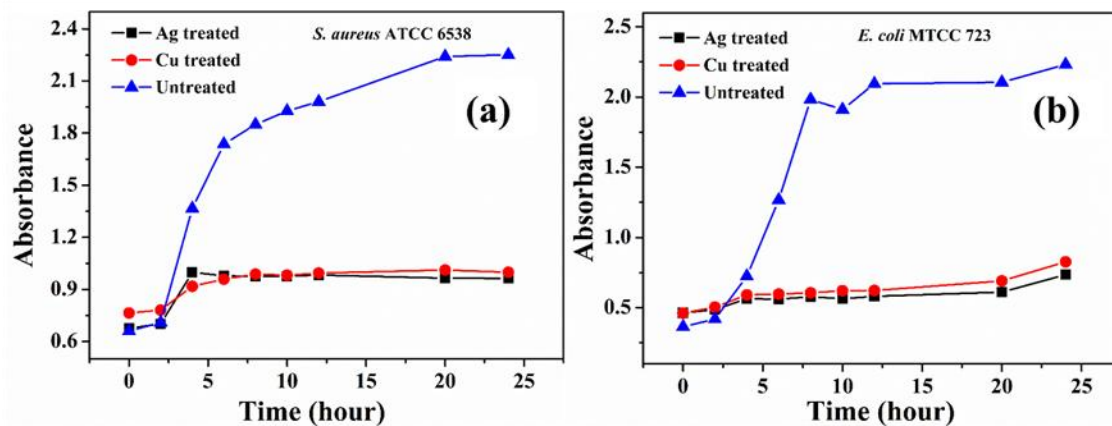 2.4
2.1
1.8
1.5
1.2
0.9
0.6
Absorbance
Ag treated
Cu treated
Untreated
S. aureus ATCC 6538
(a)
0 5 10 15 20 25
Time (hour)
2.5
2.0
1.5
1.0
0.5
Absorbance
Ag treated
Cu treated
Untreated
E. coli MTCC 723
(b)
0 5 10 15 20 25
Time (hour)